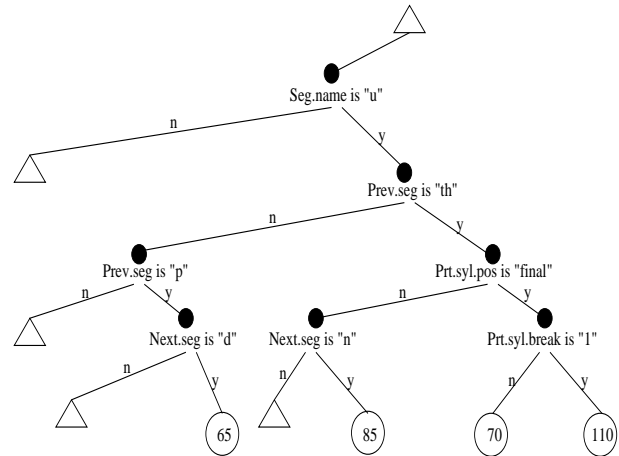 Seg.name is "u"
n
y
Prev.seg is "th"
n
y
Prev.seg is "p"
Prt.syl.pos is "final"
n
y
n
y
Next.seg is "d"
Next.seg is "n"
Prt.syl.break is "1"
n
y
n
y
n
y
65
85
70
110